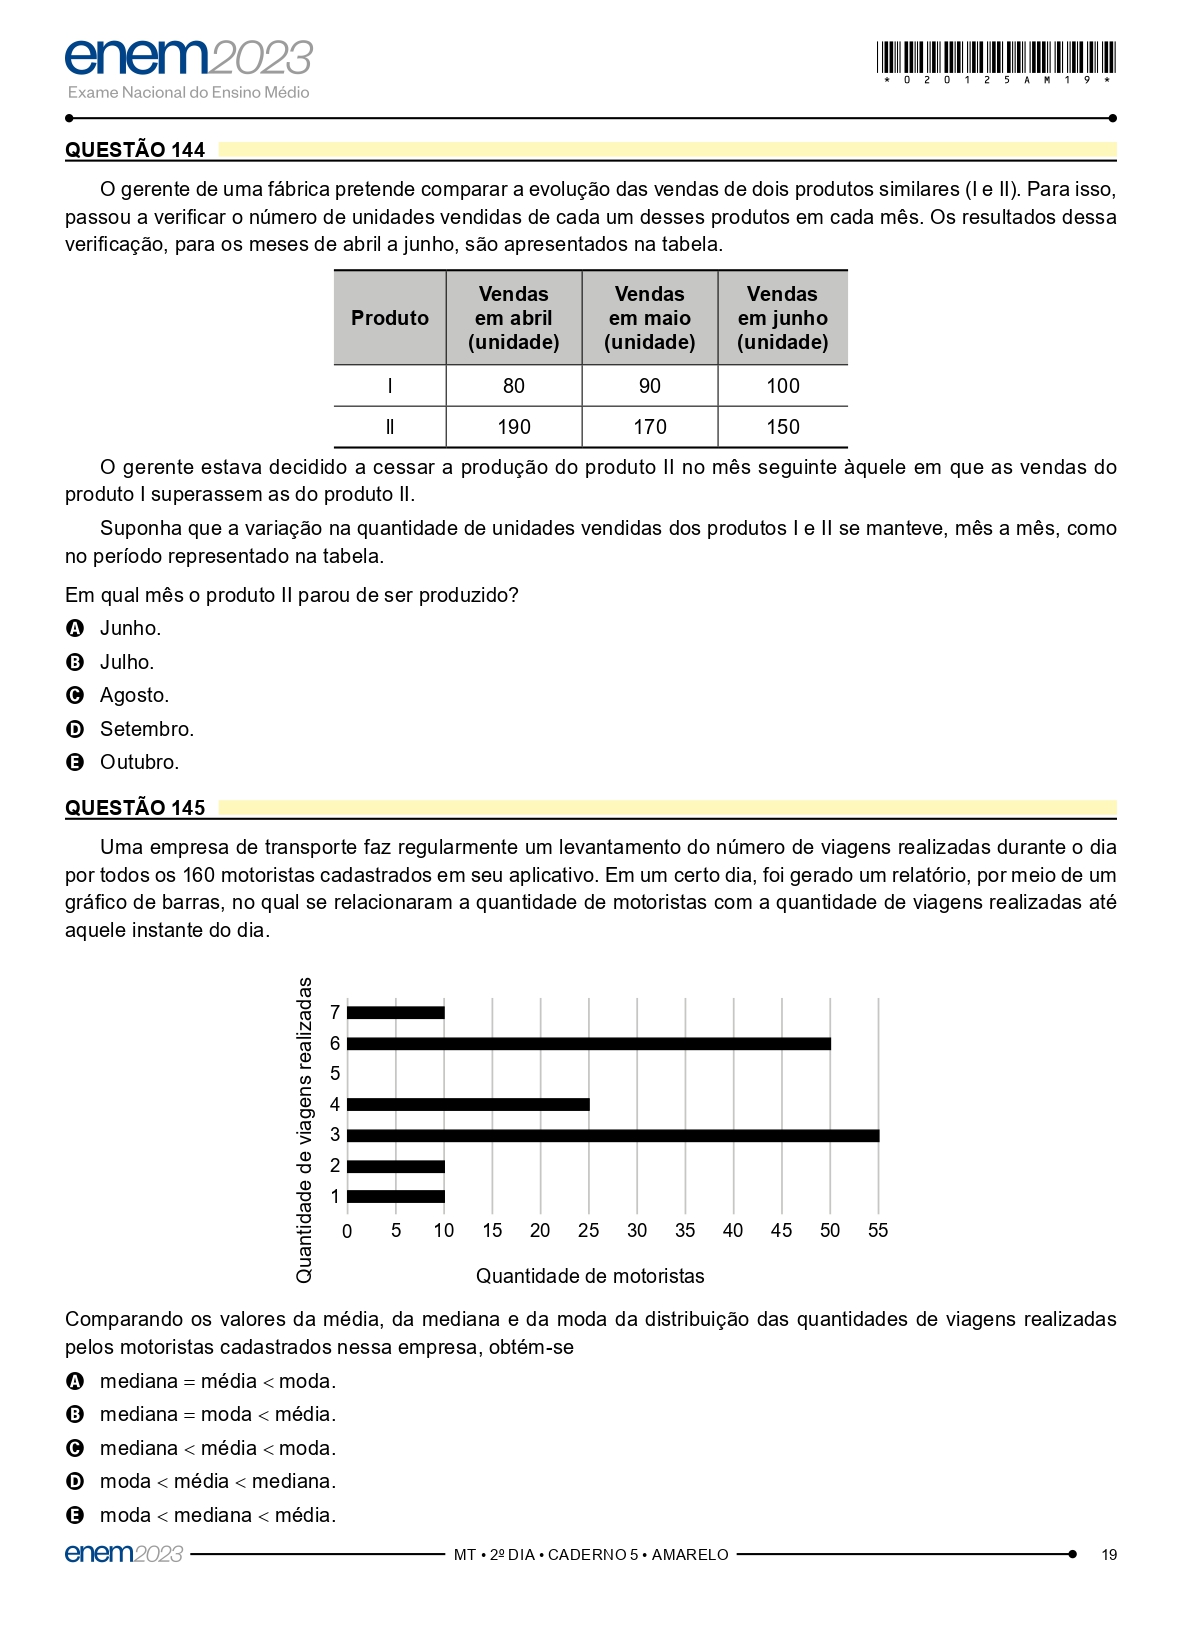 enem2023
Exame Nacional do Ensino Médio
*020125AM19*
QUESTÃO 144
O gerente de uma fábrica pretende comparar a evolução das vendas de dois produtos similares (I e II). Para isso,
passou a verificar o número de unidades vendidas de cada um desses produtos em cada mês. Os resultados dessa
verificação, para os meses de abril a junho, são apresentados na tabela.
Produto
Vendas em abril (unidade)
Vendas em maio (unidade)
Vendas em junho (unidade)
I 80 90 100
II 190 170 150
O gerente estava decidido a cessar a produção do produto II no mês seguinte àquele em que as vendas do
produto I superassem as do produto II.
Suponha que a variação na quantidade de unidades vendidas dos produtos I e II se manteve, mês a mês, como
no período representado na tabela.
Em qual mês o produto II parou de ser produzido?
A Junho.
B Julho.
C Agosto.
D Setembro.
E Outubro.
QUESTÃO 145
Uma empresa de transporte faz regularmente um levantamento do número de viagens realizadas durante o dia
por todos os 160 motoristas cadastrados em seu aplicativo. Em um certo dia, foi gerado um relatório, por meio de um
gráfico de barras, no qual se relacionaram a quantidade de motoristas com a quantidade de viagens realizadas até
aquele instante do dia.
Quantidade de viagens realizadas
7
6
5
4
3
2
1
0 5 10 15 20 25 30 35 40 45 50 55
Quantidade de motoristas
Comparando os valores da média, da mediana e da moda da distribuição das quantidades de viagens realizadas
pelos motoristas cadastrados nessa empresa, obtém-se
A mediana = média < moda.
B mediana = moda < média.
C mediana < média < moda.
D moda < média < mediana.
E moda < mediana < média.
enem2023 MT • 2º DIA • CADERNO 5 • AMARELO 19